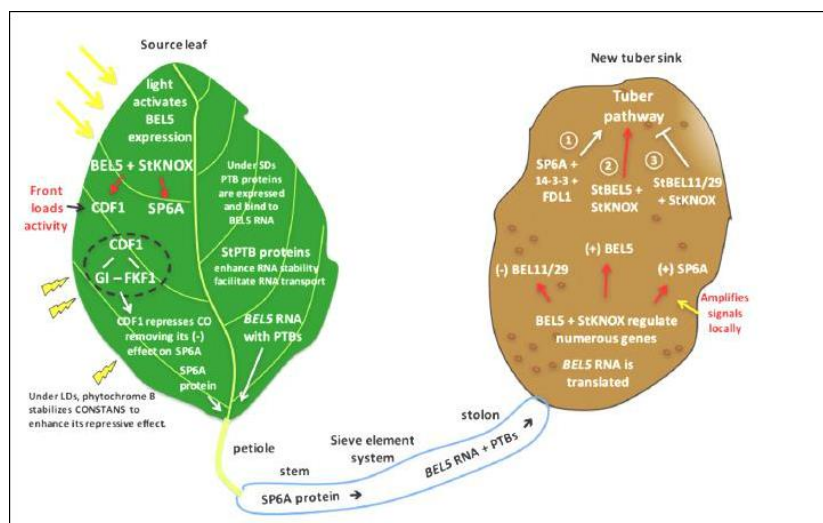 Source leaf
light
activates
BEL5
expression
BEL5 + StKNOX
Front
loads
activity
CDF1
SP6A
CDF1
GI – FKF1
CDF1 represses CO
removing its (-)
effect on SP6A
SP6A
protein
Under SDs
PTB proteins
are expressed
and bind to
BEL5 RNA
StPTB proteins
enhance RNA stability
facilitate RNA transport
BEL5 RNA
with PTBs
Under LDs, phytochrome B
stabilizes CONSTANS to
enhance its repressive effect.
petiole
stem
Sieve element
system
stolon
SP6A protein
BEL5 RNA + PTBs
New tuber sink
Tuber
pathway
1
SP6A +
14-3-3 +
FDL1
2
StBEL5 +
StKNOX
3
StBEL11/29
+ StKNOX
(+) BEL5
(-) BEL11/29
(+) SP6A
Amplifies
signals
locally
BEL5 + StKNOX regulate
numerous genes
BEL5 RNA is
translated